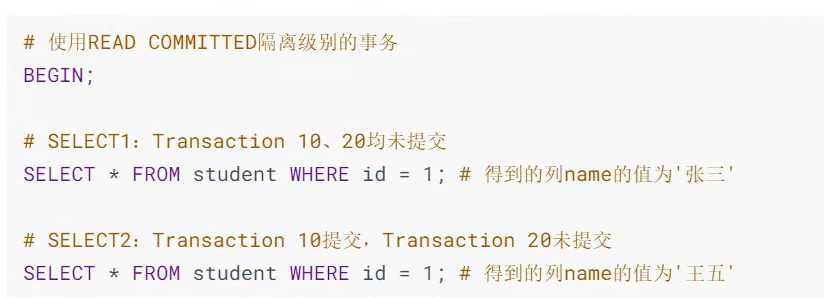 # 使用READ COMMITTED隔离级别的事务
BEGIN;
# SELECT1：Transaction 10、20均未提交
SELECT * FROM student WHERE id = 1; # 得到的列name的值为'张三'
# SELECT2：Transaction 10提交，Transaction 20未提交
SELECT * FROM student WHERE id = 1; # 得到的列name的值为'王五'